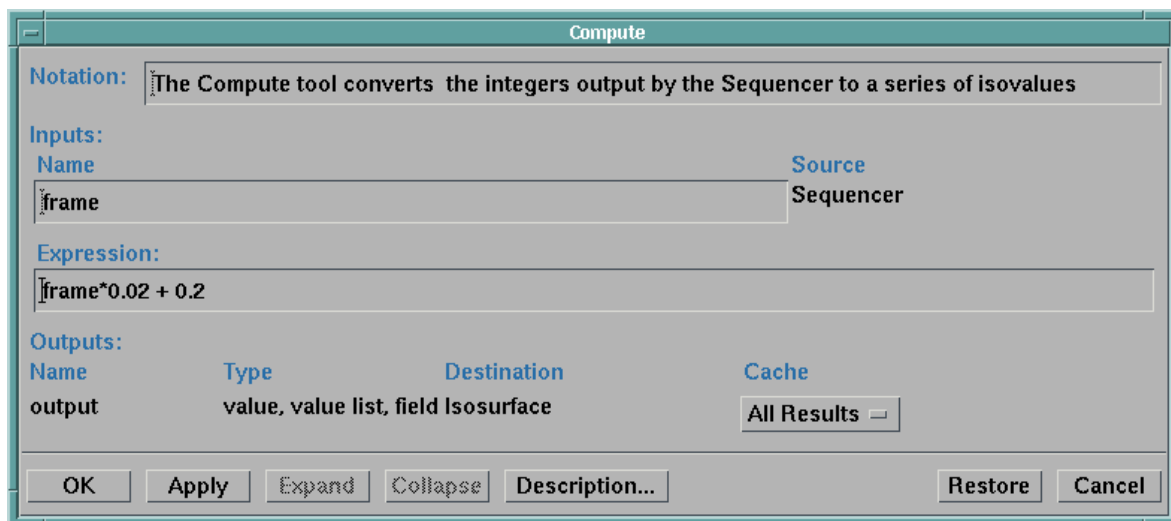 Compute
Notation: The Compute tool converts  the integers output by the Sequencer to a series of isovalues
Inputs:
Name Source
frame Sequencer
Expression:
frame*0.02 + 0.2
Outputs:
Name Type Destination Cache
output value, value list, field Isosurface All Results
OK Apply Expand Collapse Description... Restore Cancel